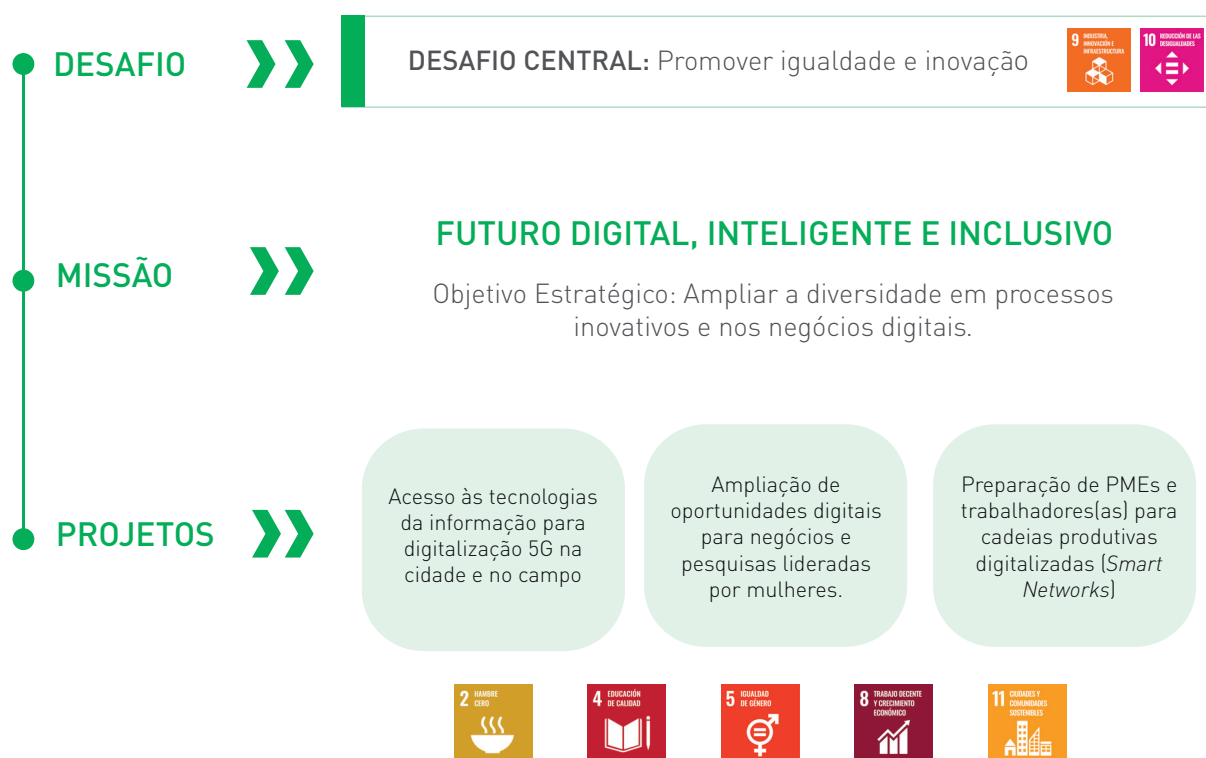 DESAFIO
DESAFIO CENTRAL: Promover igualdade e inovação
9 INDUSTRIA,
INNOVACIÓN E
INFRAESTRUCTURA
10 REDUCCIÓN DE LAS
DESIGUALDADES
MISSÃO
FUTURO DIGITAL, INTELIGENTE E INCLUSIVO
Objetivo Estratégico: Ampliar a diversidade em processos
inovativos e nos negócios digitais.
PROJETOS
Acesso às tecnologias
da informação para
digitalização 5G na
cidade e no campo
Ampliação de
oportunidades digitais
para negócios e
pesquisas lideradas
por mulheres.
Preparação de PMEs e
trabalhadores(as) para
cadeias produtivas
digitalizadas (Smart
Networks)
2 HAMBRE
CERO
4 EDUCACIÓN
DE CALIDAD
5 IGUALDAD
DE GÉNERO
8 TRABAJO DECENTE
Y CRECIMIENTO
ECONÓMICO
11 CIUDADES Y
COMUNIDADES
SOSTENIBLES